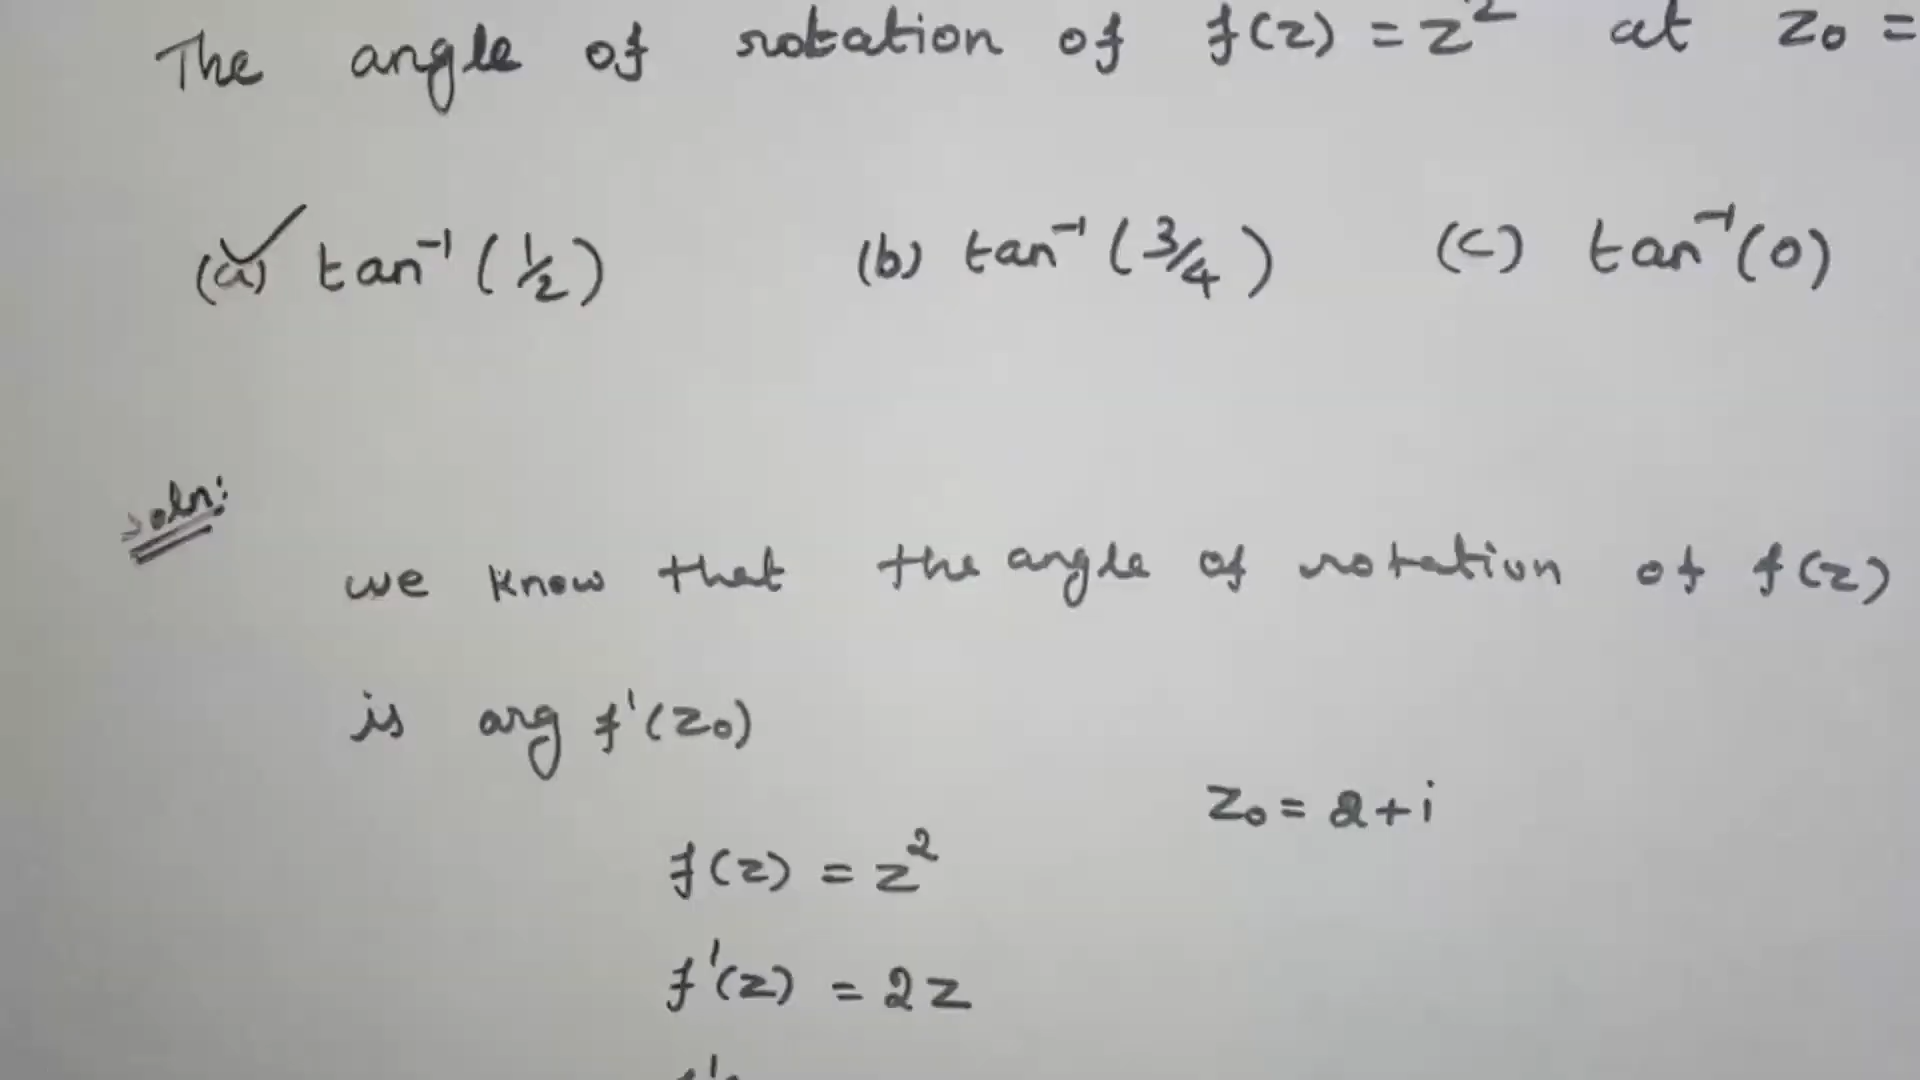 The angle of rotation of f(z) = z² at z₀ =
(a) tan⁻¹(½) (b) tan⁻¹(3/4) (c) tan⁻¹(0)
soln:
we know that the angle of rotation of f(z)
is arg f'(z₀)
z₀ = 2+i
f(z) = z²
f'(z) = 2z